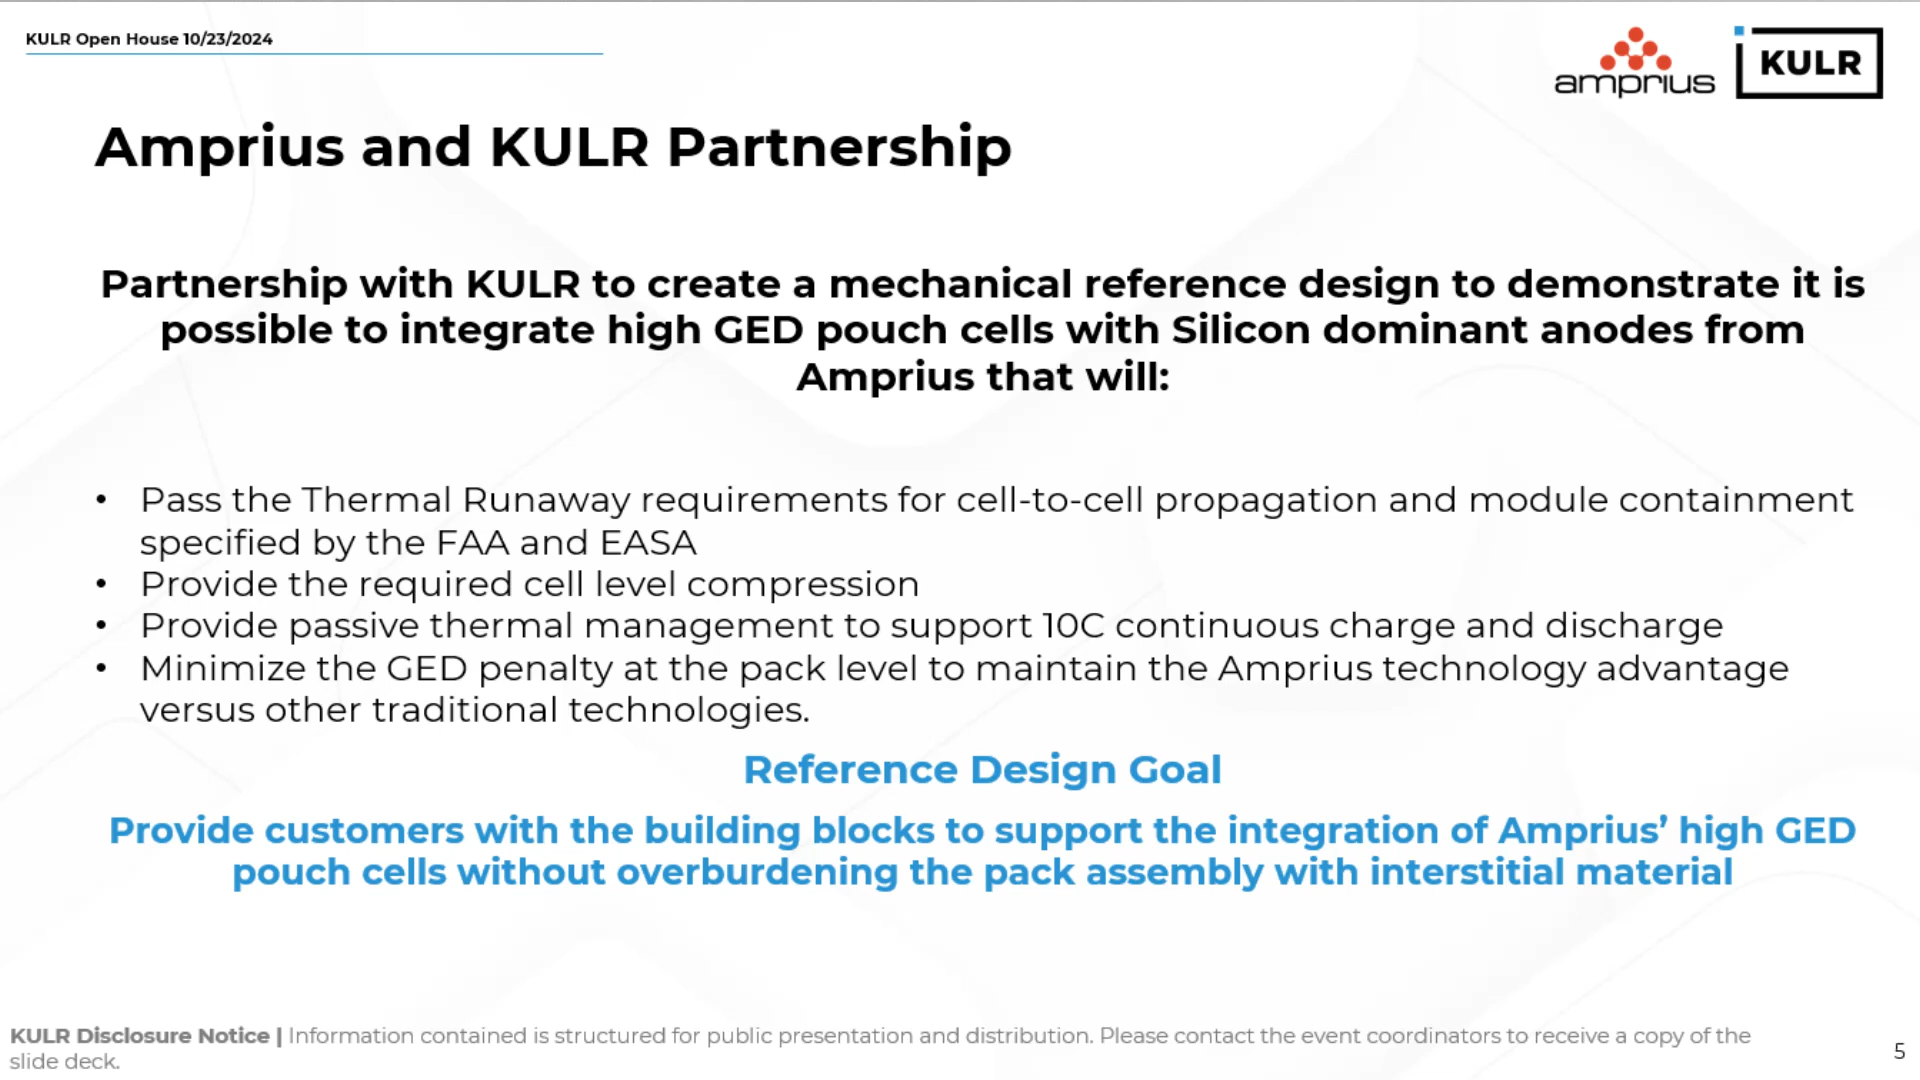 KULR Open House 10/23/2024
amprius
KULR
Amprius and KULR Partnership
Partnership with KULR to create a mechanical reference design to demonstrate it is
possible to integrate high GED pouch cells with Silicon dominant anodes from
Amprius that will:
• Pass the Thermal Runaway requirements for cell-to-cell propagation and module containment
specified by the FAA and EASA
• Provide the required cell level compression
• Provide passive thermal management to support 10C continuous charge and discharge
• Minimize the GED penalty at the pack level to maintain the Amprius technology advantage
versus other traditional technologies.
Reference Design Goal
Provide customers with the building blocks to support the integration of Amprius’ high GED
pouch cells without overburdening the pack assembly with interstitial material
KULR Disclosure Notice | Information contained is structured for public presentation and distribution. Please contact the event coordinators to receive a copy of the
slide deck.
5